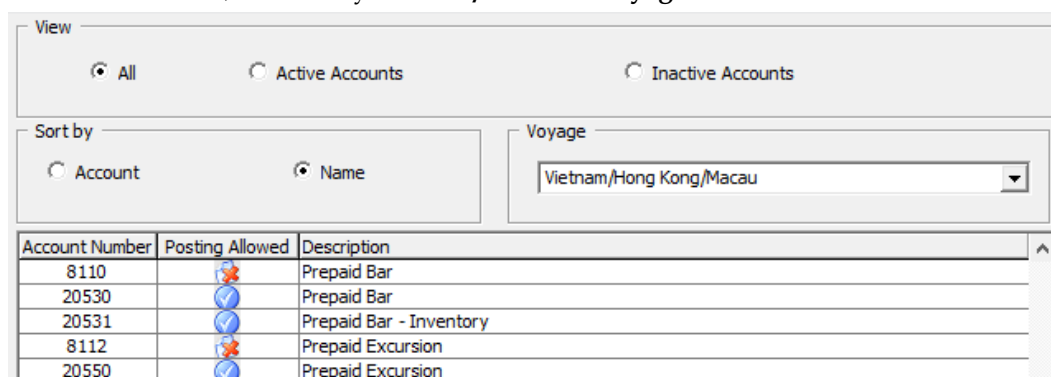 View
All Active Accounts Inactive Accounts
Sort by Voyage
Account Name Vietnam/Hong Kong/Macau
Account Number Posting Allowed Description
8110 Prepaid Bar
20530 Prepaid Bar
20531 Prepaid Bar - Inventory
8112 Prepaid Excursion
20550 Prepaid Excursion